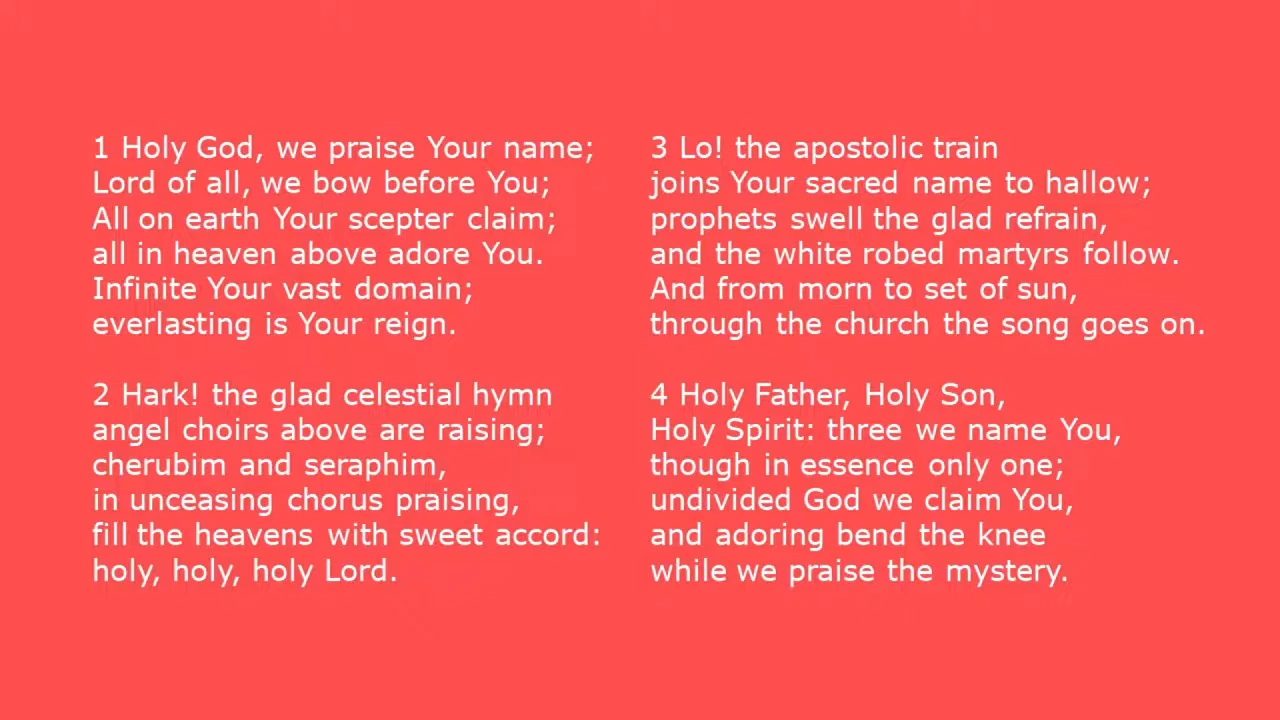 1 Holy God, we praise Your name;
Lord of all, we bow before You;
All on earth Your scepter claim;
all in heaven above adore You.
Infinite Your vast domain;
everlasting is Your reign.
2 Hark! the glad celestial hymn
angel choirs above are raising;
cherubim and seraphim,
in unceasing chorus praising,
fill the heavens with sweet accord:
holy, holy, holy Lord.
3 Lo! the apostolic train
joins Your sacred name to hallow;
prophets swell the glad refrain,
and the white robed martyrs follow.
And from morn to set of sun,
through the church the song goes on.
4 Holy Father, Holy Son,
Holy Spirit: three we name You,
though in essence only one;
undivided God we claim You,
and adoring bend the knee
while we praise the mystery.